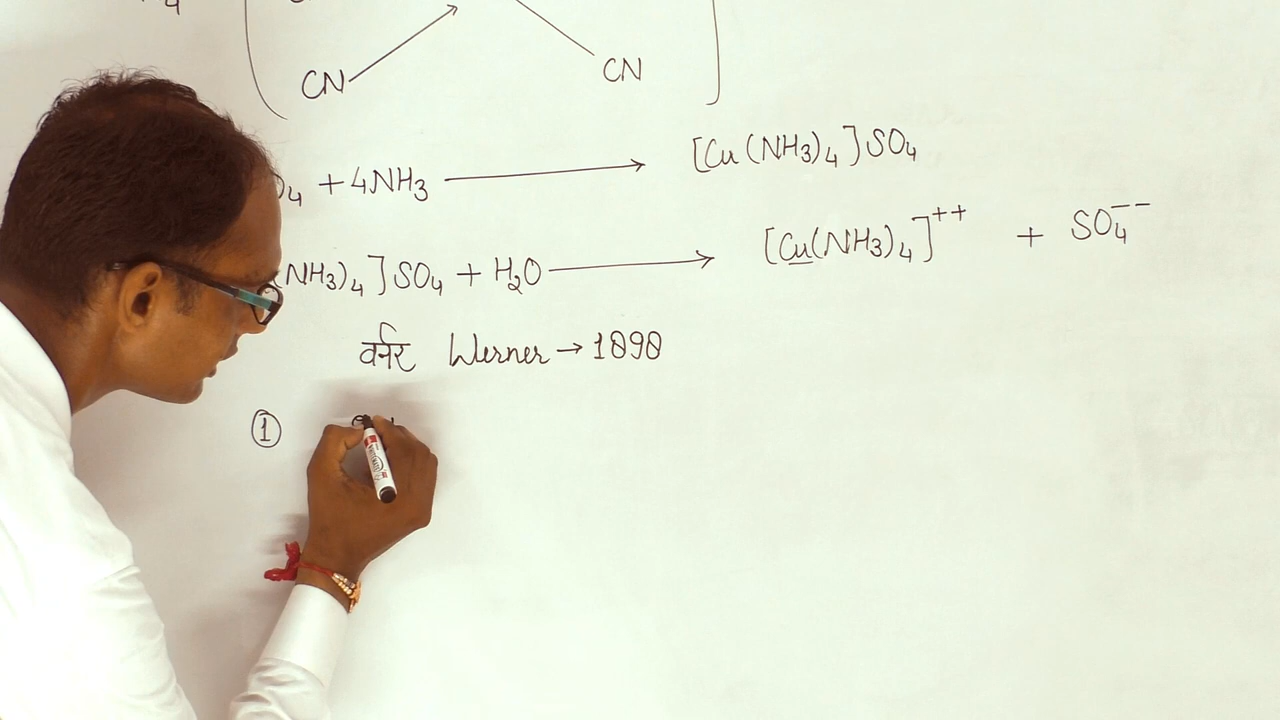 CN CN
O₄ + 4NH₃ ⟶ [Cu(NH₃)₄]SO₄
(NH₃)₄]SO₄ + H₂O ⟶ [Cu(NH₃)₄]⁺⁺ + SO₄⁻⁻
वर्नर Werner → 1898
①